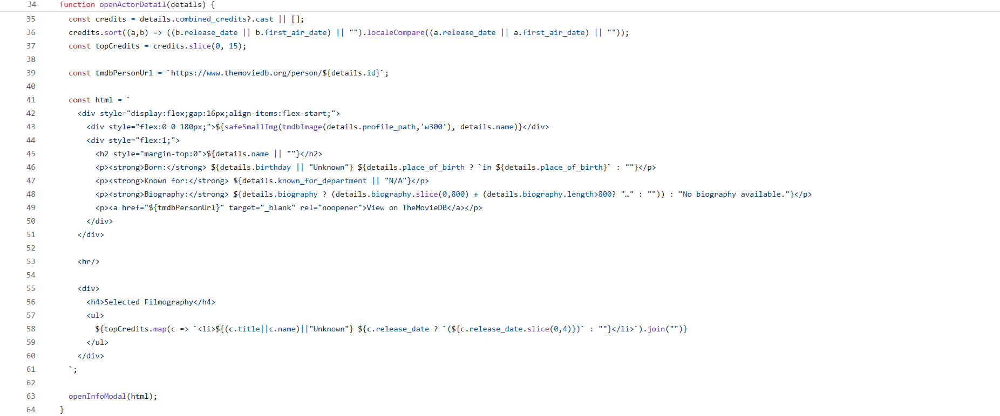 34 function openActorDetail(details) {
35 const credits = details.combined_credits?.cast || [];
36 credits.sort((a,b) => ((b.release_date || b.first_air_date) || "").localeCompare((a.release_date || a.first_air_date) || ""));
37 const topCredits = credits.slice(0, 15);
38
39 const tmdbPersonUrl = `https://www.themoviedb.org/person/${details.id}`;
40
41 const html = `
42 <div style="display:flex;gap:16px;align-items:flex-start;">
43 <div style="flex:0 0 180px;">${safeSmallImg(tmdbImage(details.profile_path,'w300'), details.name)}</div>
44 <div style="flex:1;">
45 <h2 style="margin-top:0">${details.name || ""}</h2>
46 <p><strong>Born:</strong> ${details.birthday || "Unknown"} ${details.place_of_birth ? `in ${details.place_of_birth}` : ""}</p>
47 <p><strong>Known for:</strong> ${details.known_for_department || "N/A"}</p>
48 <p><strong>Biography:</strong> ${details.biography ? (details.biography.slice(0,800) + (details.biography.length>800? "…" : "")) : "No biography available."}</p>
49 <p><a href="${tmdbPersonUrl}" target="_blank" rel="noopener">View on TheMovieDB</a></p>
50 </div>
51 </div>
52
53 <hr/>
54
55 <div>
56 <h4>Selected Filmography</h4>
57 <ul>
58 ${topCredits.map(c => `<li>${(c.title||c.name)||"Unknown"} ${c.release_date ? `(${c.release_date.slice(0,4)})` : ""}</li>`).join("")}
59 </ul>
60 </div>
61 `;
62
63 openInfoModal(html);
64 }